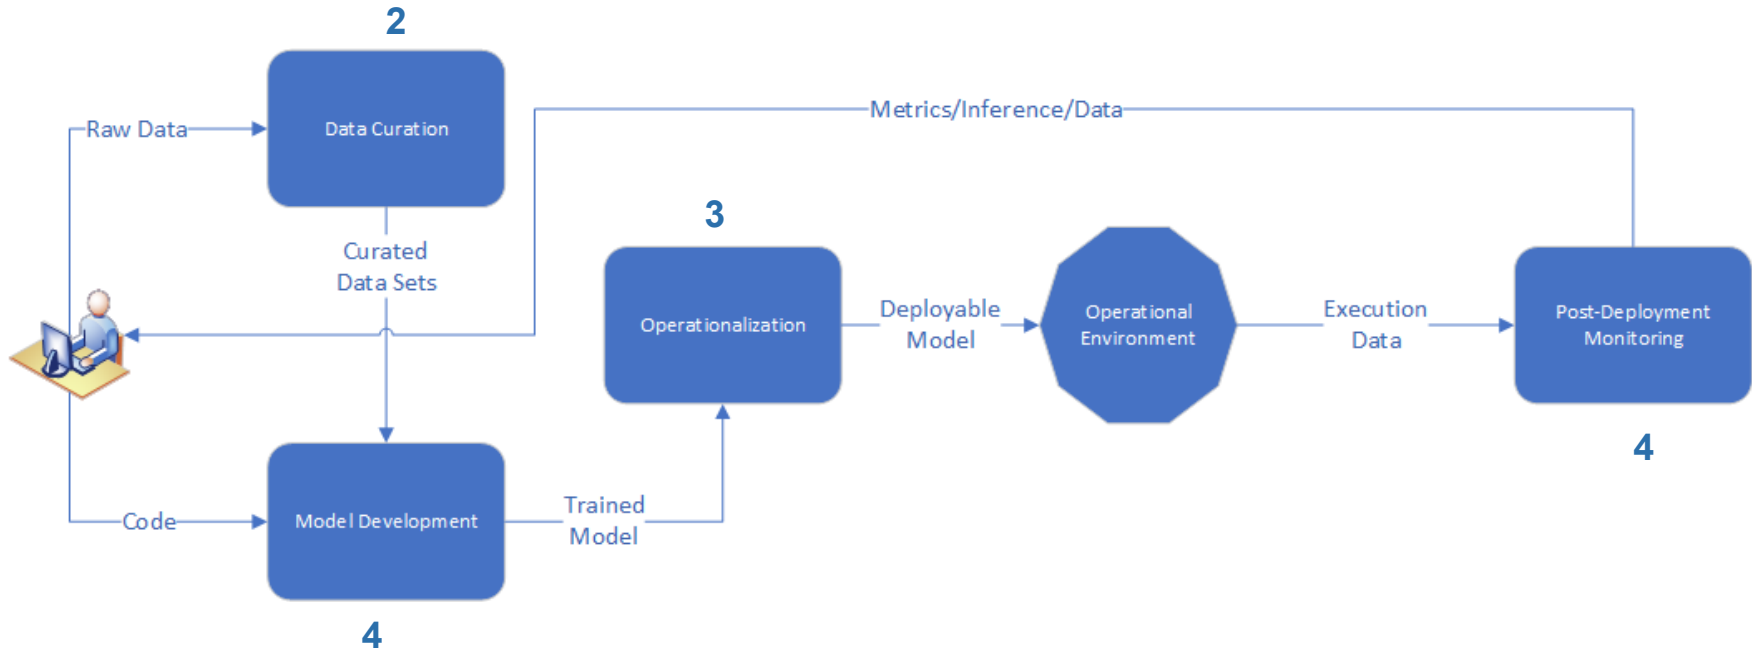 2
Data Curation
Raw Data
Metrics/Inference/Data
Curated
Data Sets
3
Operationalization
Deployable
Model
Operational
Environment
Execution
Data
Post-Deployment
Monitoring
4
Code
Model Development
Trained
Model
4